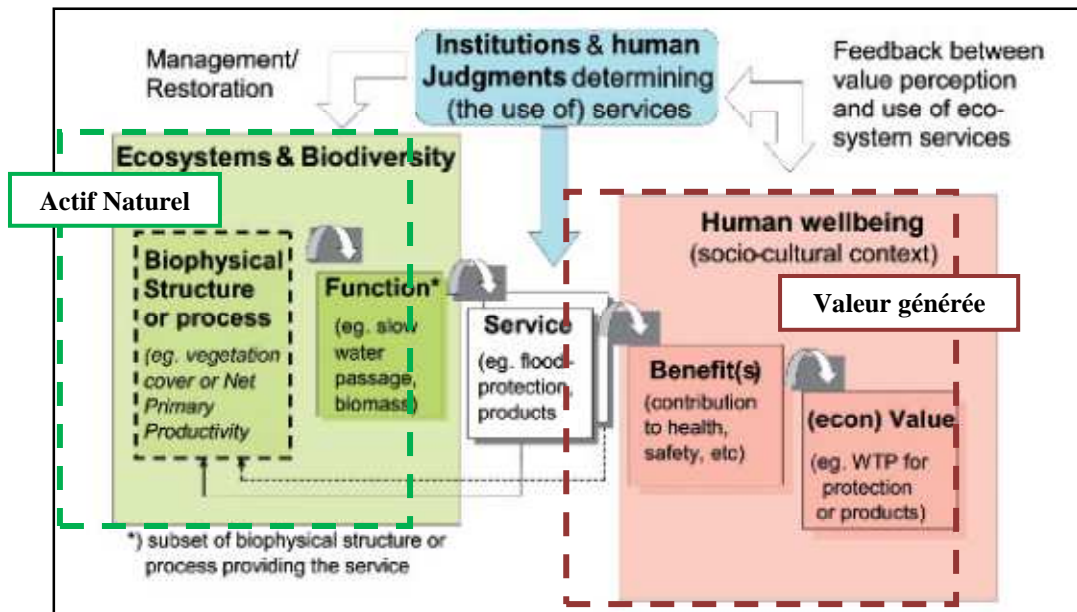 Management/
Restoration
Institutions & human
Judgments determining
(the use of) services
Feedback between
value perception
and use of eco-
system services
Ecosystems & Biodiversity
Actif Naturel
Biophysical
Structure
or process
(eg. vegetation
cover or Net
Primary
Productivity
Function*
(eg. slow
water
passage,
biomass)
Service
(eg. flood-
protection,
products
Human wellbeing
(socio-cultural context)
Valeur générée
Benefit(s)
(contribution
to health,
safety, etc)
(econ) Value
(eg. WTP for
protection
or products)
*) subset of biophysical structure or
process providing the service